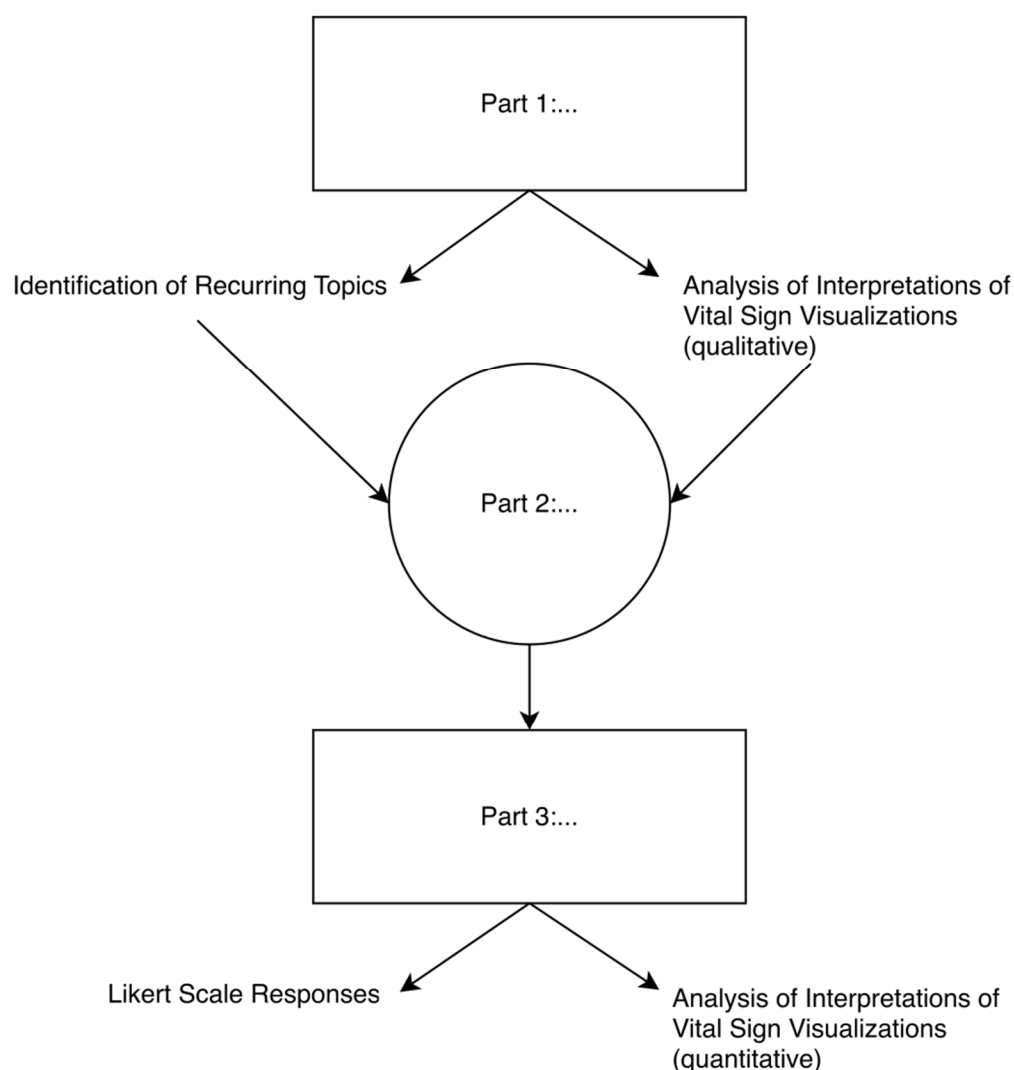 Part 1:...
Identification of Recurring Topics
Analysis of Interpretations of
Vital Sign Visualizations
(qualitative)
Part 2:...
Part 3:...
Likert Scale Responses
Analysis of Interpretations of
Vital Sign Visualizations
(quantitative)